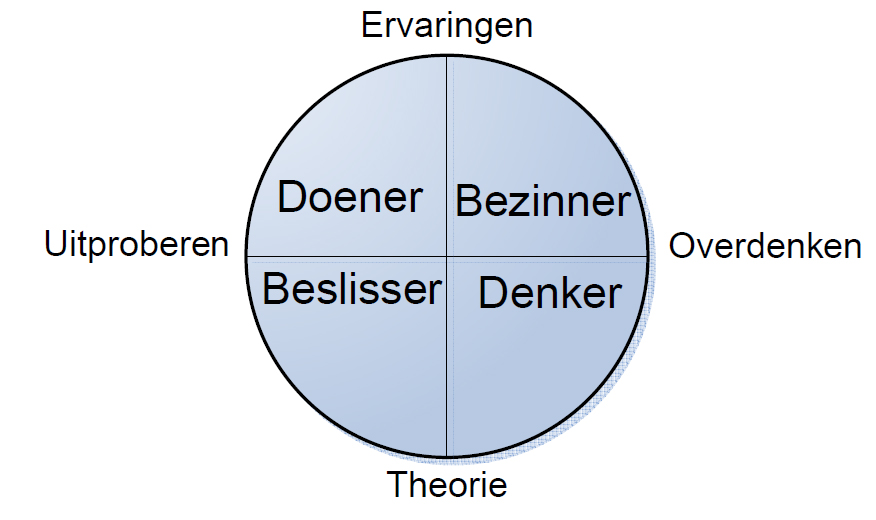 Ervaringen
Doener
Bezinner
Uitproberen
Overdenken
Beslisser
Denker
Theorie